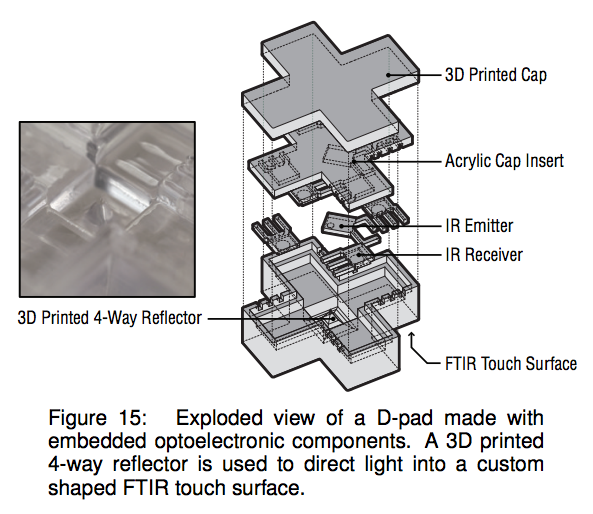 3D Printed Cap
Acrylic Cap Insert
IR Emitter
IR Receiver
3D Printed 4-Way Reflector
FTIR Touch Surface
Figure 15: Exploded view of a D-pad made with
embedded optoelectronic components. A 3D printed
4-way reflector is used to direct light into a custom
shaped FTIR touch surface.